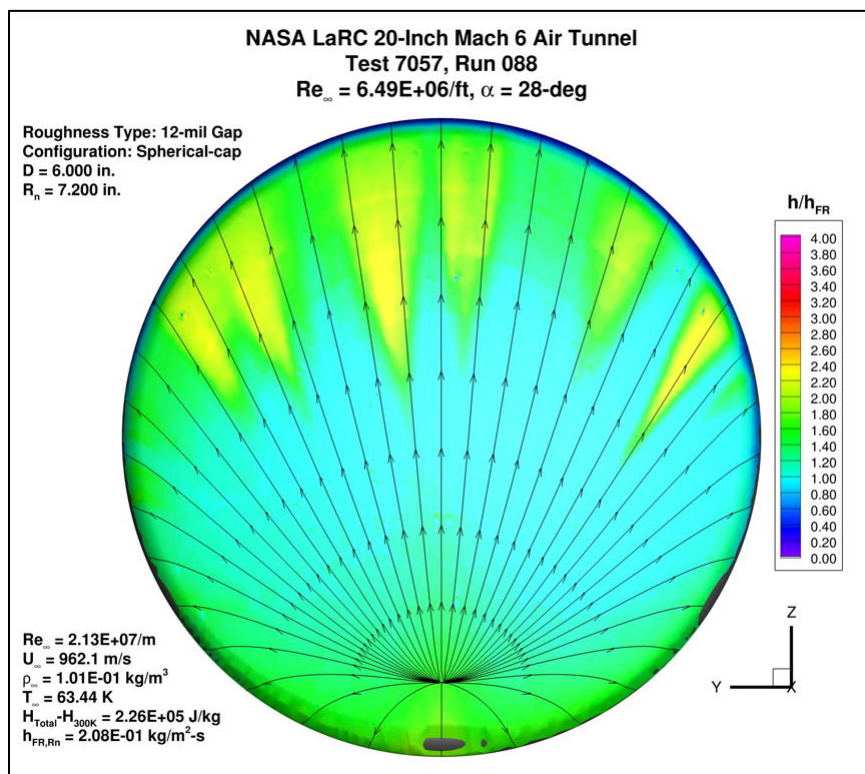 NASA LaRC 20-Inch Mach 6 Air Tunnel
Test 7057, Run 088
Re∞ = 6.49E+06/ft, α = 28-deg
Roughness Type: 12-mil Gap
Configuration: Spherical-cap
D = 6.000 in.
Rn = 7.200 in.
h/hFR
4.00
3.80
3.60
3.40
3.20
3.00
2.80
2.60
2.40
2.20
2.00
1.80
1.60
1.40
1.20
1.00
0.80
0.60
0.40
0.20
0.00
Re∞ = 2.13E+07/m
U∞ = 962.1 m/s
ρ∞ = 1.01E-01 kg/m³
T∞ = 63.44 K
HTotal-H300K = 2.26E+05 J/kg
hFR,Rn = 2.08E-01 kg/m²-s
Z
Y
X